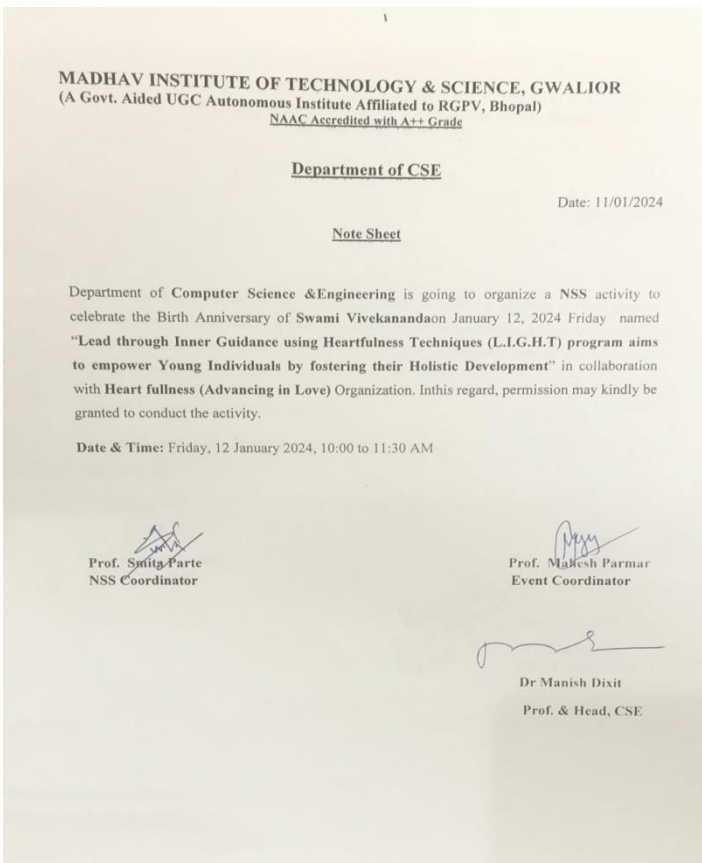 MADHAV INSTITUTE OF TECHNOLOGY & SCIENCE, GWALIOR
(A Govt. Aided UGC Autonomous Institute Affiliated to RGPV, Bhopal)
NAAC Accredited with A++ Grade
Department of CSE
Date: 11/01/2024
Note Sheet
Department of Computer Science &Engineering is going to organize a NSS activity to
celebrate the Birth Anniversary of Swami Vivekanandaon January 12, 2024 Friday named
“Lead through Inner Guidance using Heartfulness Techniques (L.I.G.H.T) program aims
to empower Young Individuals by fostering their Holistic Development” in collaboration
with Heart fullness (Advancing in Love) Organization. Inthis regard, permission may kindly be
granted to conduct the activity.
Date & Time: Friday, 12 January 2024, 10:00 to 11:30 AM
Prof. Smita Parte
NSS Coordinator
Prof. Mahesh Parmar
Event Coordinator
Dr Manish Dixit
Prof. & Head, CSE